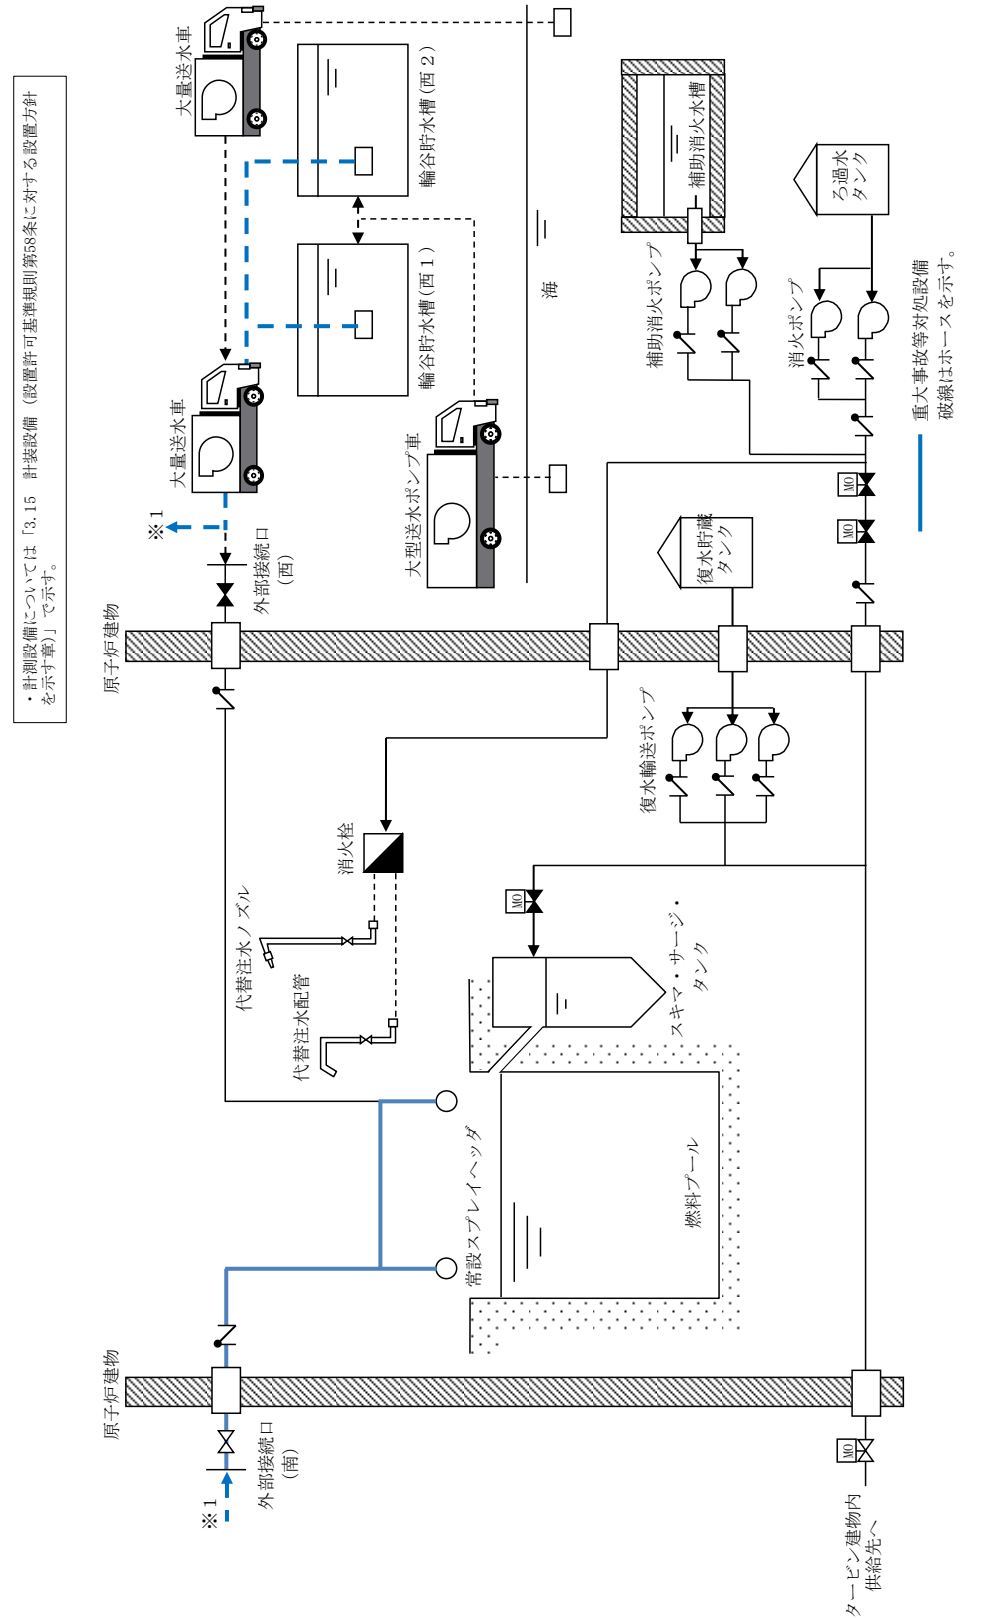 ・計測設備については「3.15　計装設備（設置許可基準規則第58条に対する設置方針
を示す章）」で示す。
原子炉建物
原子炉建物
※1
外部接続口
(南)
※1
外部接続口
(西)
大量送水車
大量送水車
輪谷貯水槽(西1)
輪谷貯水槽(西2)
大型送水ポンプ車
海
代替注水ノズル
代替注水配管
消火栓
常設スプレイヘッダ
燃料プール
スキマ・サージ・
タンク
MO
復水輸送ポンプ
復水貯蔵
タンク
補助消火ポンプ
補助消火水槽
消火ポンプ
ろ過水
タンク
MO
MO
MO
タービン建物内
供給先へ
重大事故等対処設備
破線はホースを示す。